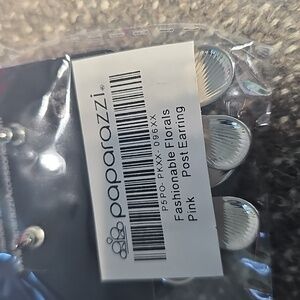 paparazzi®
P5PO-PKXX-096XX
Fashionable Florals
Pink Post Earring